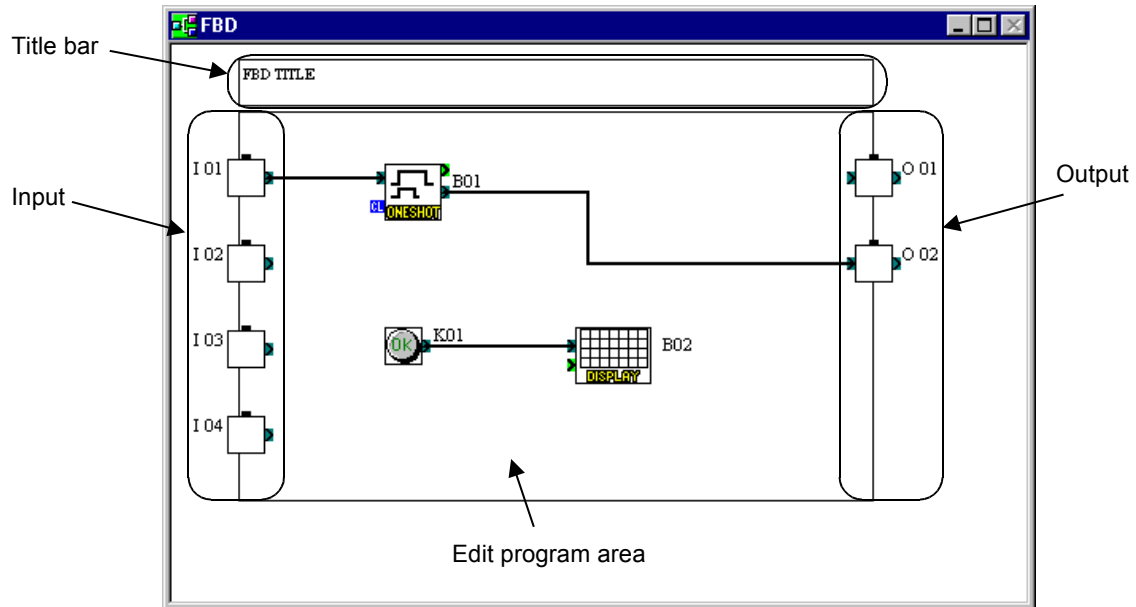 FBD
Title bar
FBD TITLE
I 01
B01
O 01
CL
ONESHOT
Output
Input
I 02
O 02
I 03
OK
K01
B02
DISPLAY
I 04
Edit program area